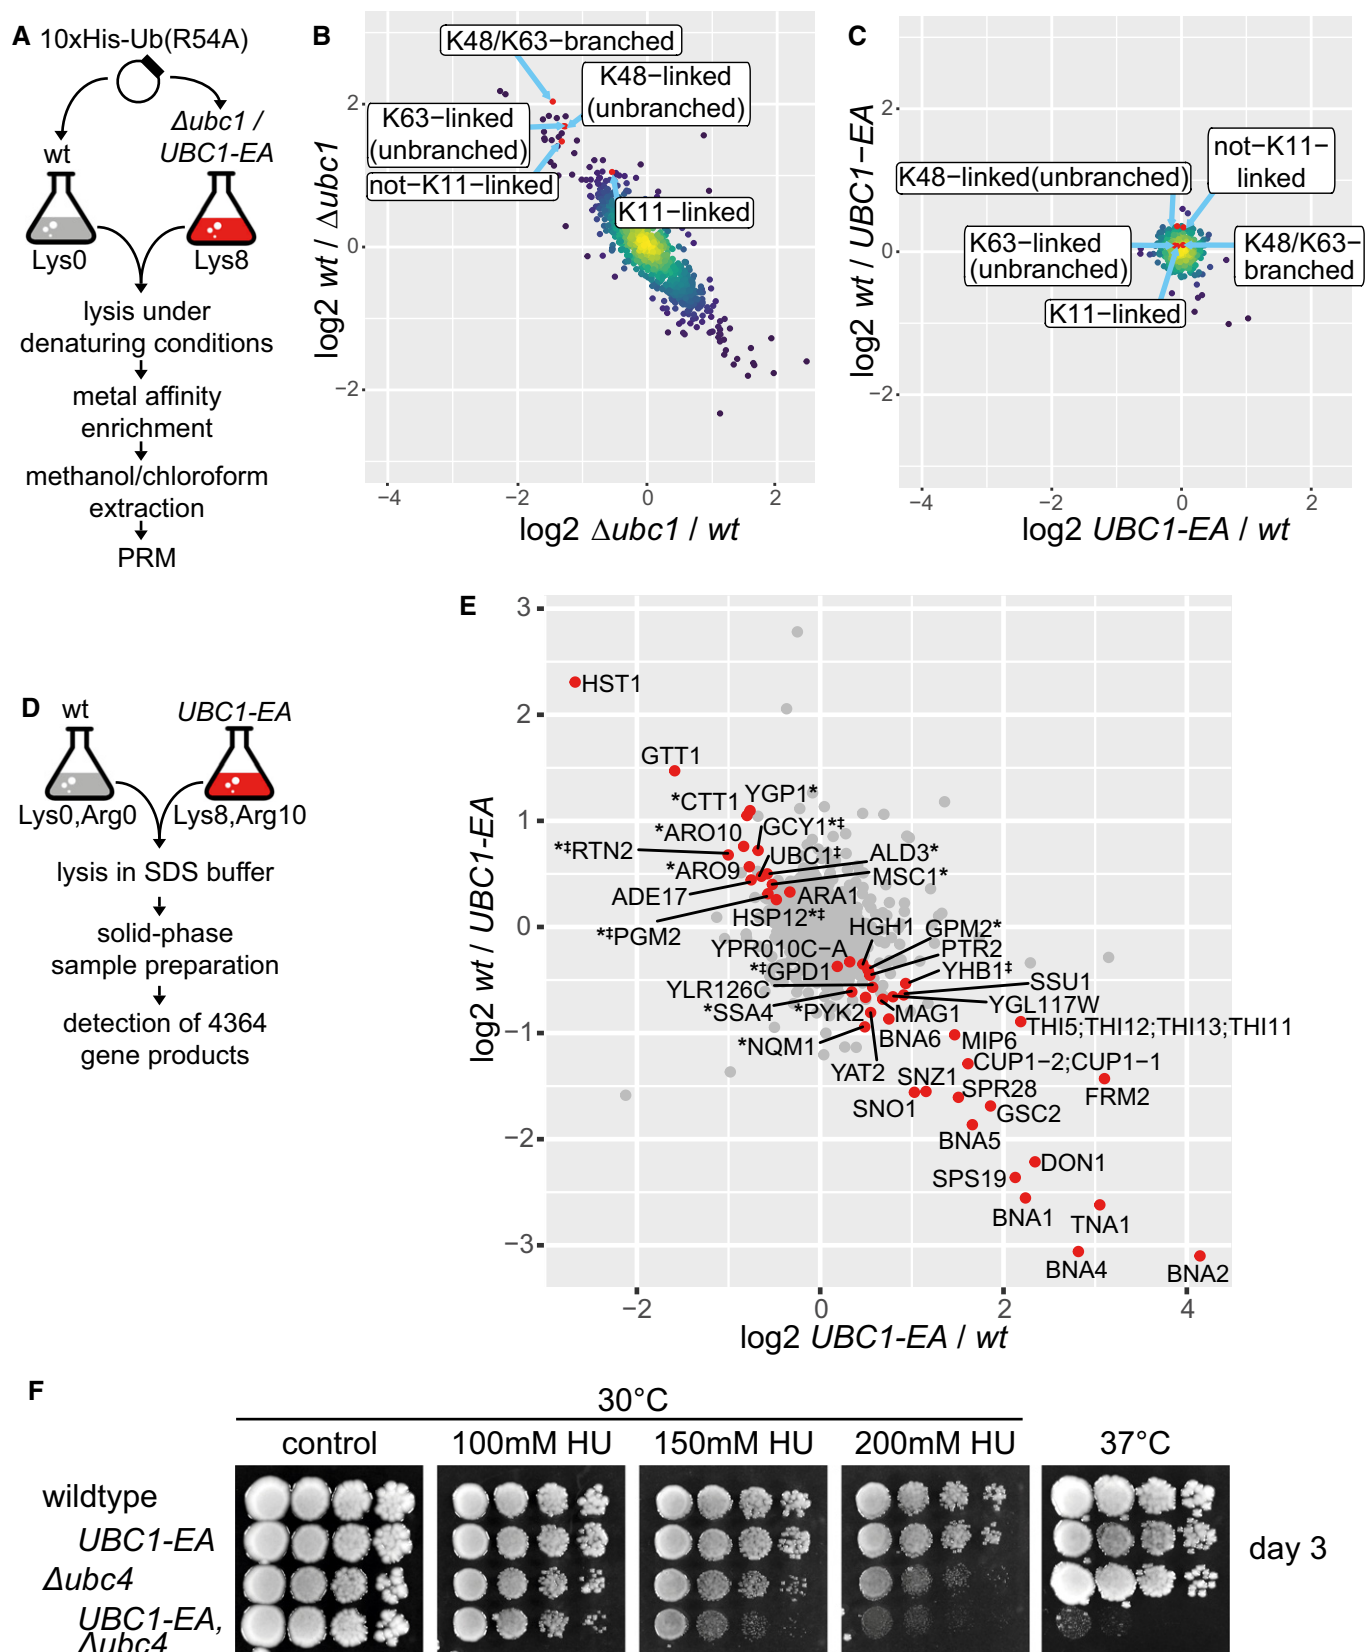 A 10xHis-Ub(R54A)
wt
Δubc1 /
UBC1-EA
Lys0
Lys8
lysis under
denaturing conditions
metal affinity
enrichment
methanol/chloroform
extraction
PRM
B
K48/K63−branched
K48−linked
(unbranched)
K63−linked
(unbranched)
not−K11−linked
K11−linked
log2 wt / Δubc1
2
0
−2
−4
−2
0
2
log2 Δubc1 / wt
C
not−K11−
linked
K48−linked(unbranched)
K63−linked
(unbranched)
K48/K63-
branched
K11−linked
log2 wt / UBC1−EA
2
0
−2
−4
−2
0
2
log2 UBC1-EA / wt
D
wt
UBC1-EA
Lys0,Arg0
Lys8,Arg10
lysis in SDS buffer
solid-phase
sample preparation
detection of 4364
gene products
E
log2 wt / UBC1-EA
3
2
1
0
−1
−2
−3
HST1
GTT1
*CTT1
YGP1*
*ARO10
GCY1*‡
*‡RTN2
UBC1‡
ALD3*
*ARO9
MSC1*
ADE17
ARA1
HSP12*‡
*‡PGM2
HGH1
GPM2*
YPR010C−A
PTR2
*‡GPD1
YHB1‡
YLR126C
SSU1
*SSA4
*PYK2
MAG1
YGL117W
THI5;THI12;THI13;THI11
*NQM1
BNA6
MIP6
YAT2
CUP1−2;CUP1−1
SNZ1
SPR28
FRM2
SNO1
GSC2
BNA5
DON1
SPS19
BNA1
TNA1
BNA4
BNA2
−2
0
2
4
log2 UBC1-EA / wt
F
30°C
control
100mM HU
150mM HU
200mM HU
37°C
wildtype
UBC1-EA
Δubc4
UBC1-EA,
Δubc4
day 3